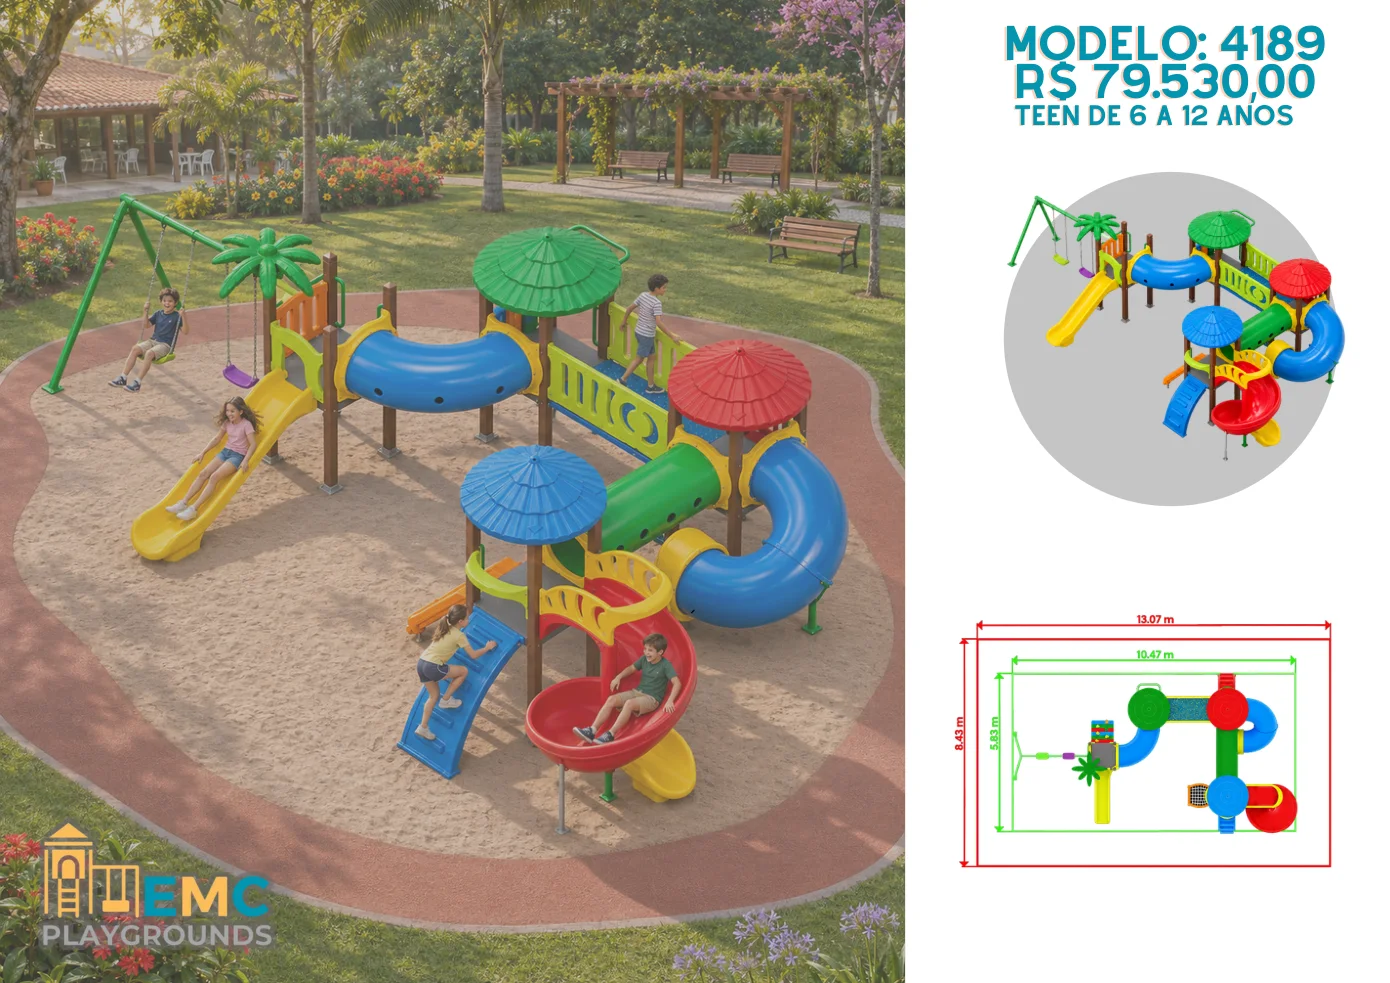 MODELO: 4189
R$ 79.530,00
TEEN DE 6 A 12 ANOS
13.07 m
10.47 m
8.43 m
5.83 m
EMC
PLAYGROUNDS